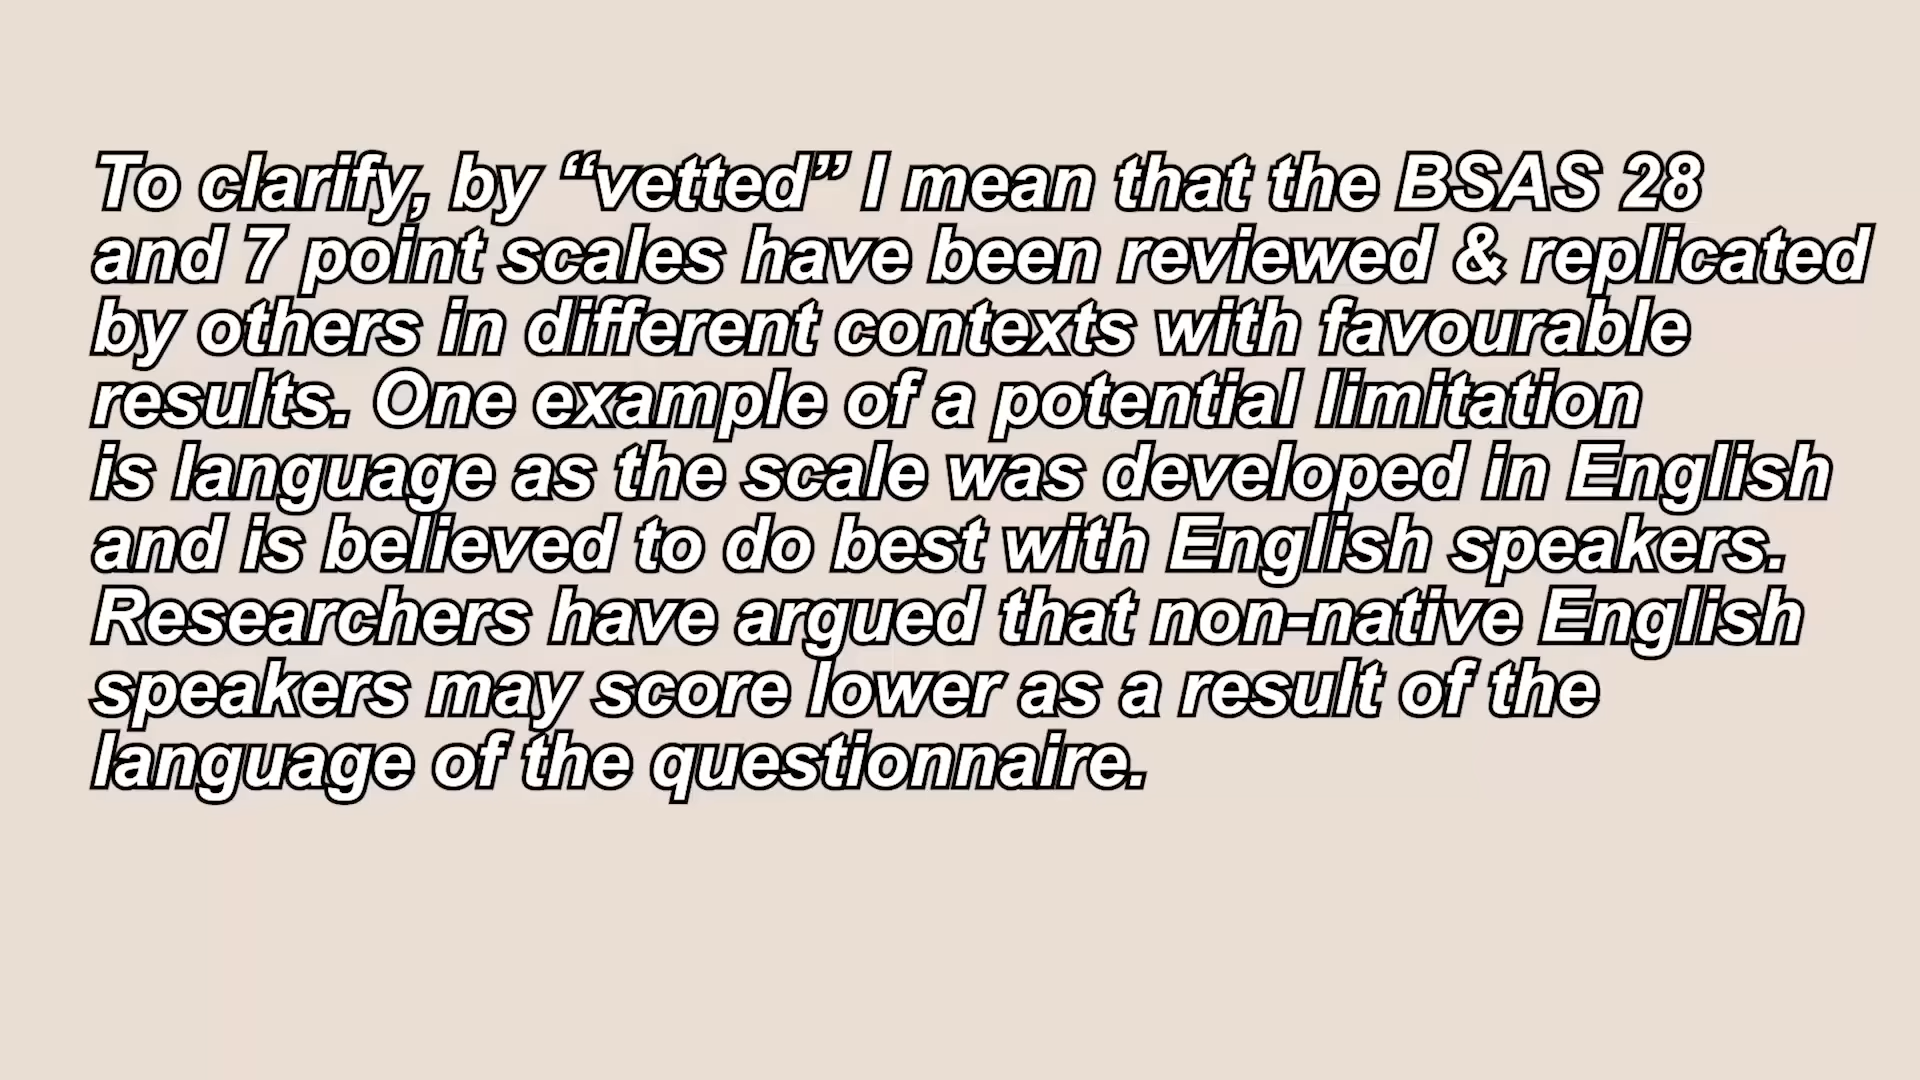 To clarify, by “vetted” I mean that the BSAS 28
and 7 point scales have been reviewed & replicated
by others in different contexts with favourable
results. One example of a potential limitation
is language as the scale was developed in English
and is believed to do best with English speakers.
Researchers have argued that non-native English
speakers may score lower as a result of the
language of the questionnaire.